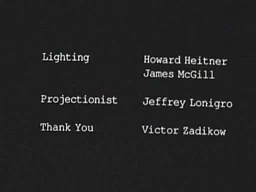 Lighting Howard Heitner
James McGill
Projectionist Jeffrey Lonigro
Thank You Victor Zadikow